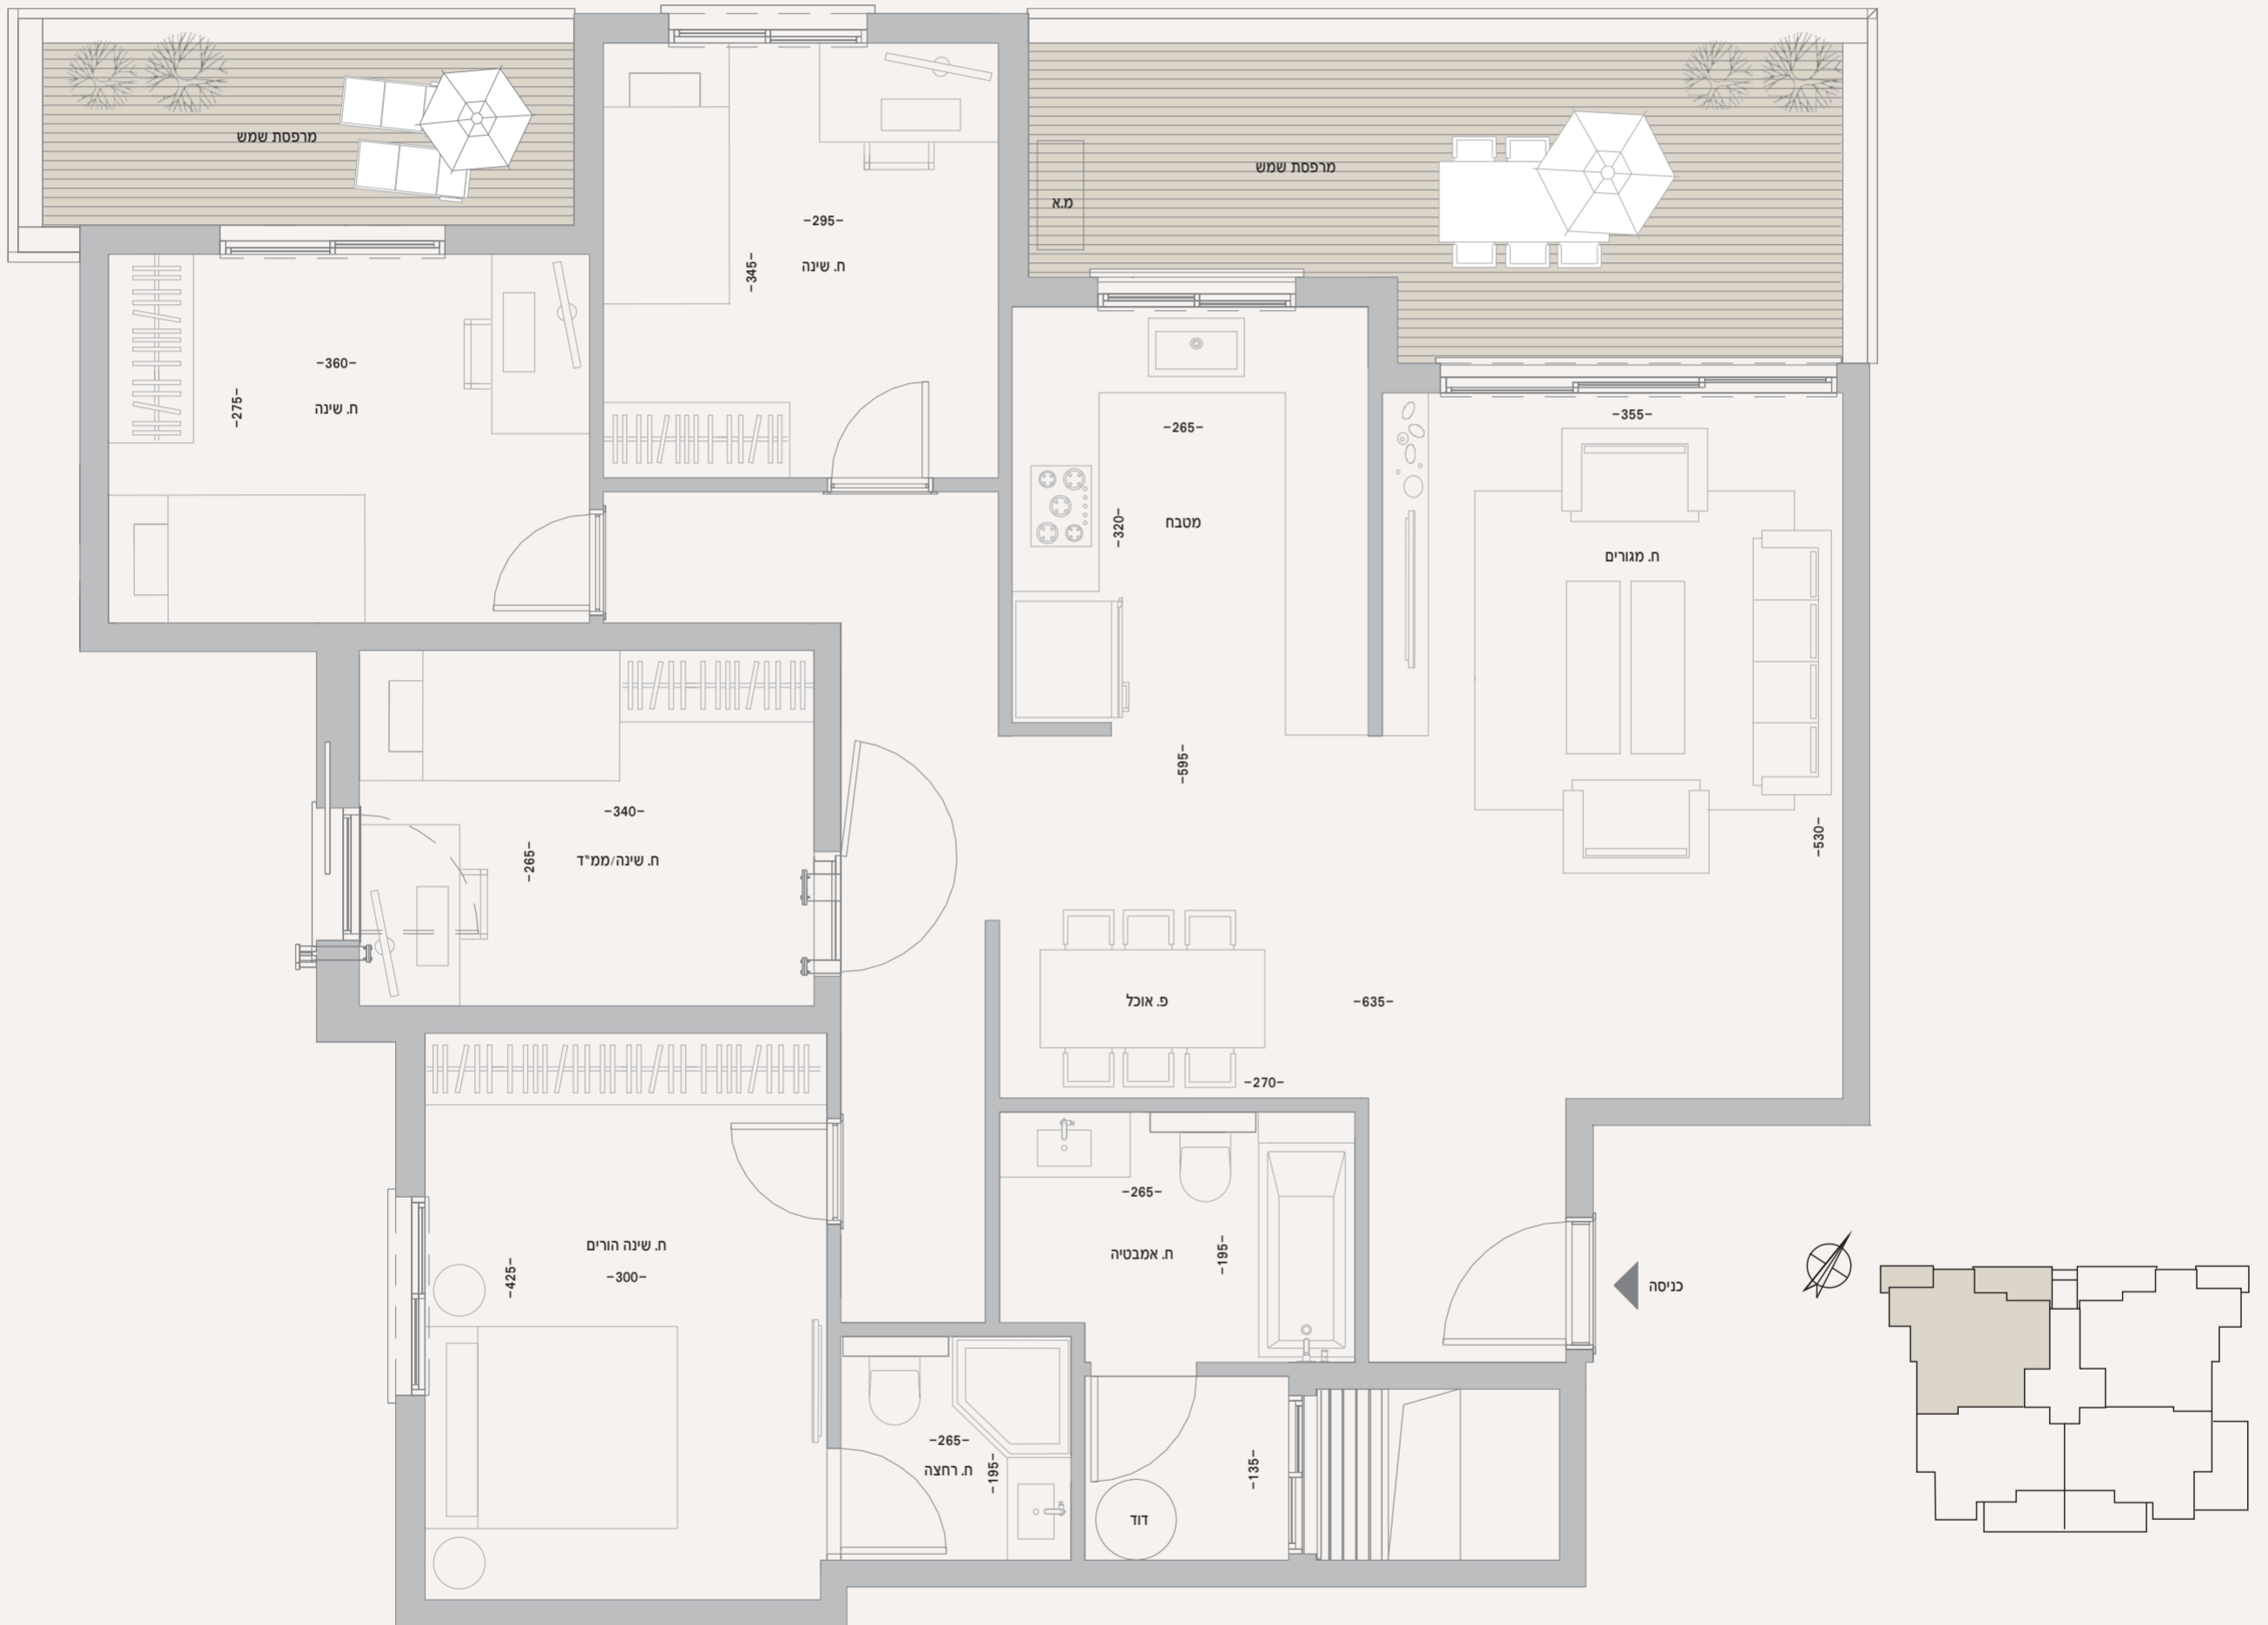 מרפסת שמש
מרפסת שמש
מ.א
-295-
ח. שינה
-345-
-360-
ח. שינה
-275-
-265-
מטבח
-320-
-355-
ח. מגורים
-530-
-595-
-340-
ח. שינה/ממ"ד
-265-
פ. אוכל
-635-
-270-
-265-
ח. אמבטיה
-195-
ח. שינה הורים
-300-
-425-
כניסה
-265-
ח. רחצה
-195-
-135-
דוד